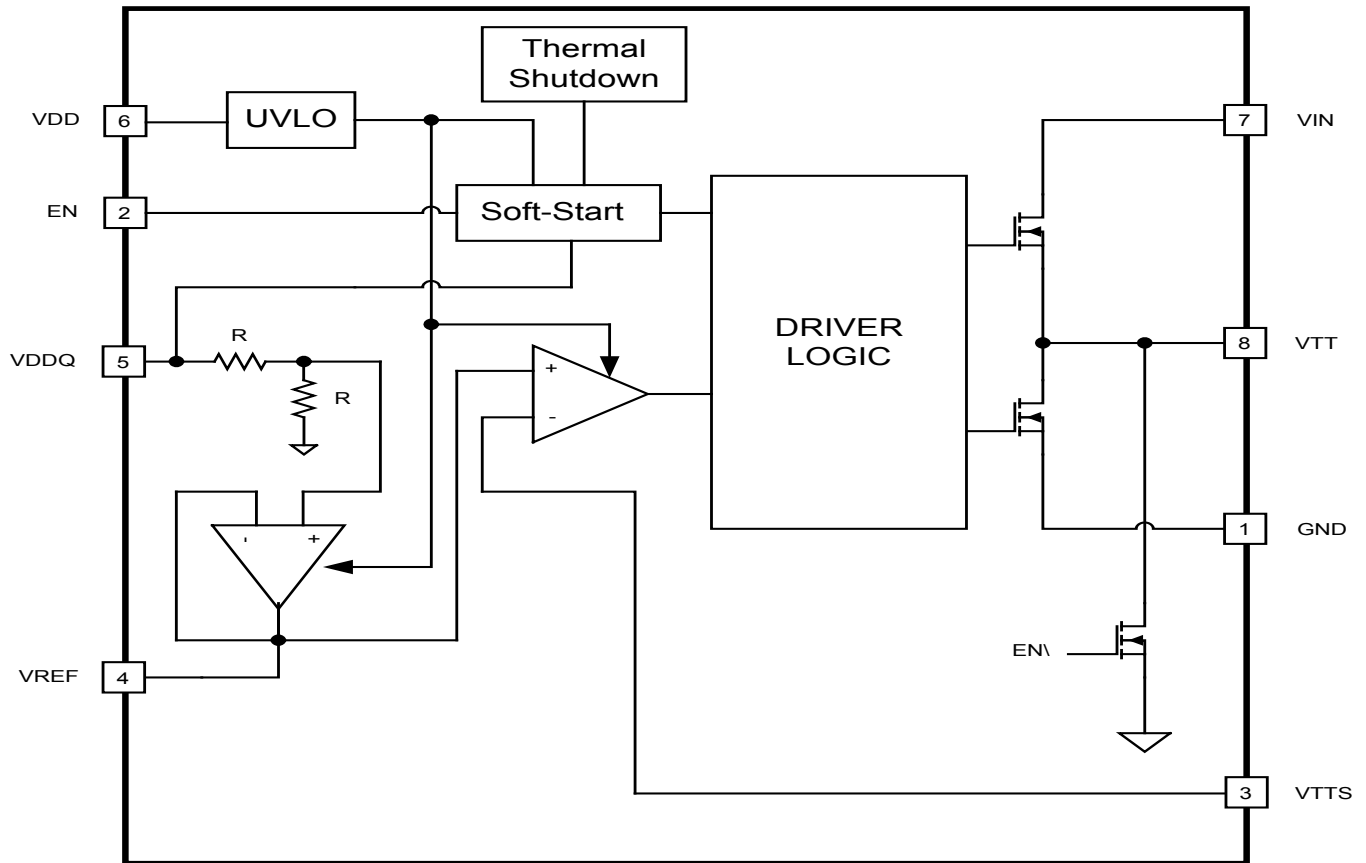 Thermal
Shutdown
VDD
6
UVLO
7
VIN
EN
2
Soft-Start
DRIVER
LOGIC
R
VDDQ
5
R
+
-
8
VTT
-
+
1
GND
EN\
VREF
4
3
VTTS